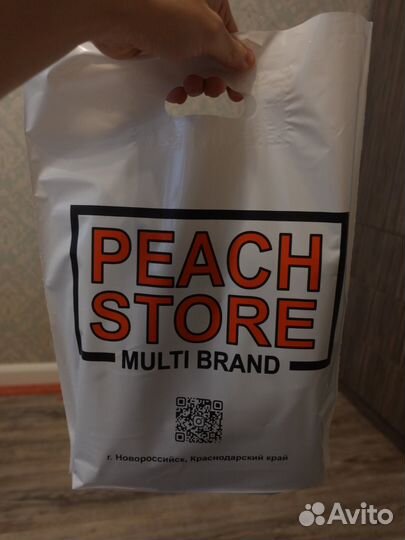 PEACH
STORE
MULTI BRAND
г. Новороссийск, Краснодарский край
Avito